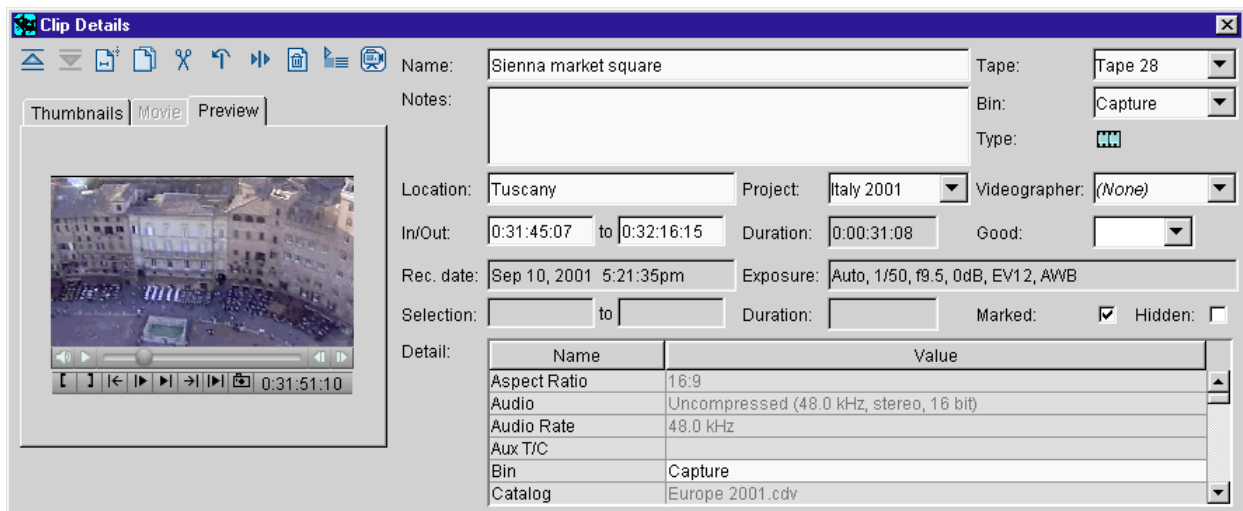 Clip Details
Name: Sienna market square Tape: Tape 28
Thumbnails Movie Preview
Notes: Bin: Capture
Type:
Location: Tuscany Project: Italy 2001 Videographer: (None)
In/Out: 0:31:45:07 to 0:32:16:15 Duration: 0:00:31:08 Good:
Rec. date: Sep 10, 2001 5:21:35pm Exposure: Auto, 1/50, f9.5, 0dB, EV12, AWB
Selection: to Duration: Marked: Hidden:
0:31:51:10
Detail: Name Value
Aspect Ratio 16:9
Audio Uncompressed (48.0 kHz, stereo, 16 bit)
Audio Rate 48.0 kHz
Aux T/C
Bin Capture
Catalog Europe 2001.cdv